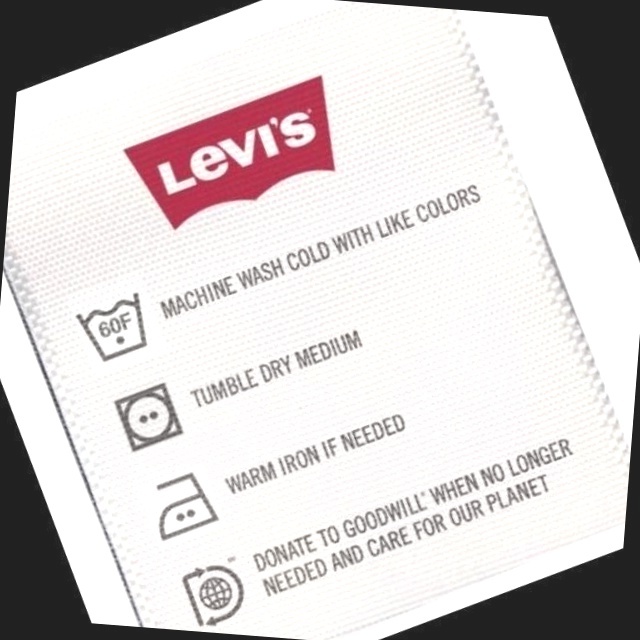 Levi's
MACHINE WASH COLD WITH LIKE COLORS
60F
TUMBLE DRY MEDIUM
WARM IRON IF NEEDED
DONATE TO GOODWILL® WHEN NO LONGER
NEEDED AND CARE FOR OUR PLANET